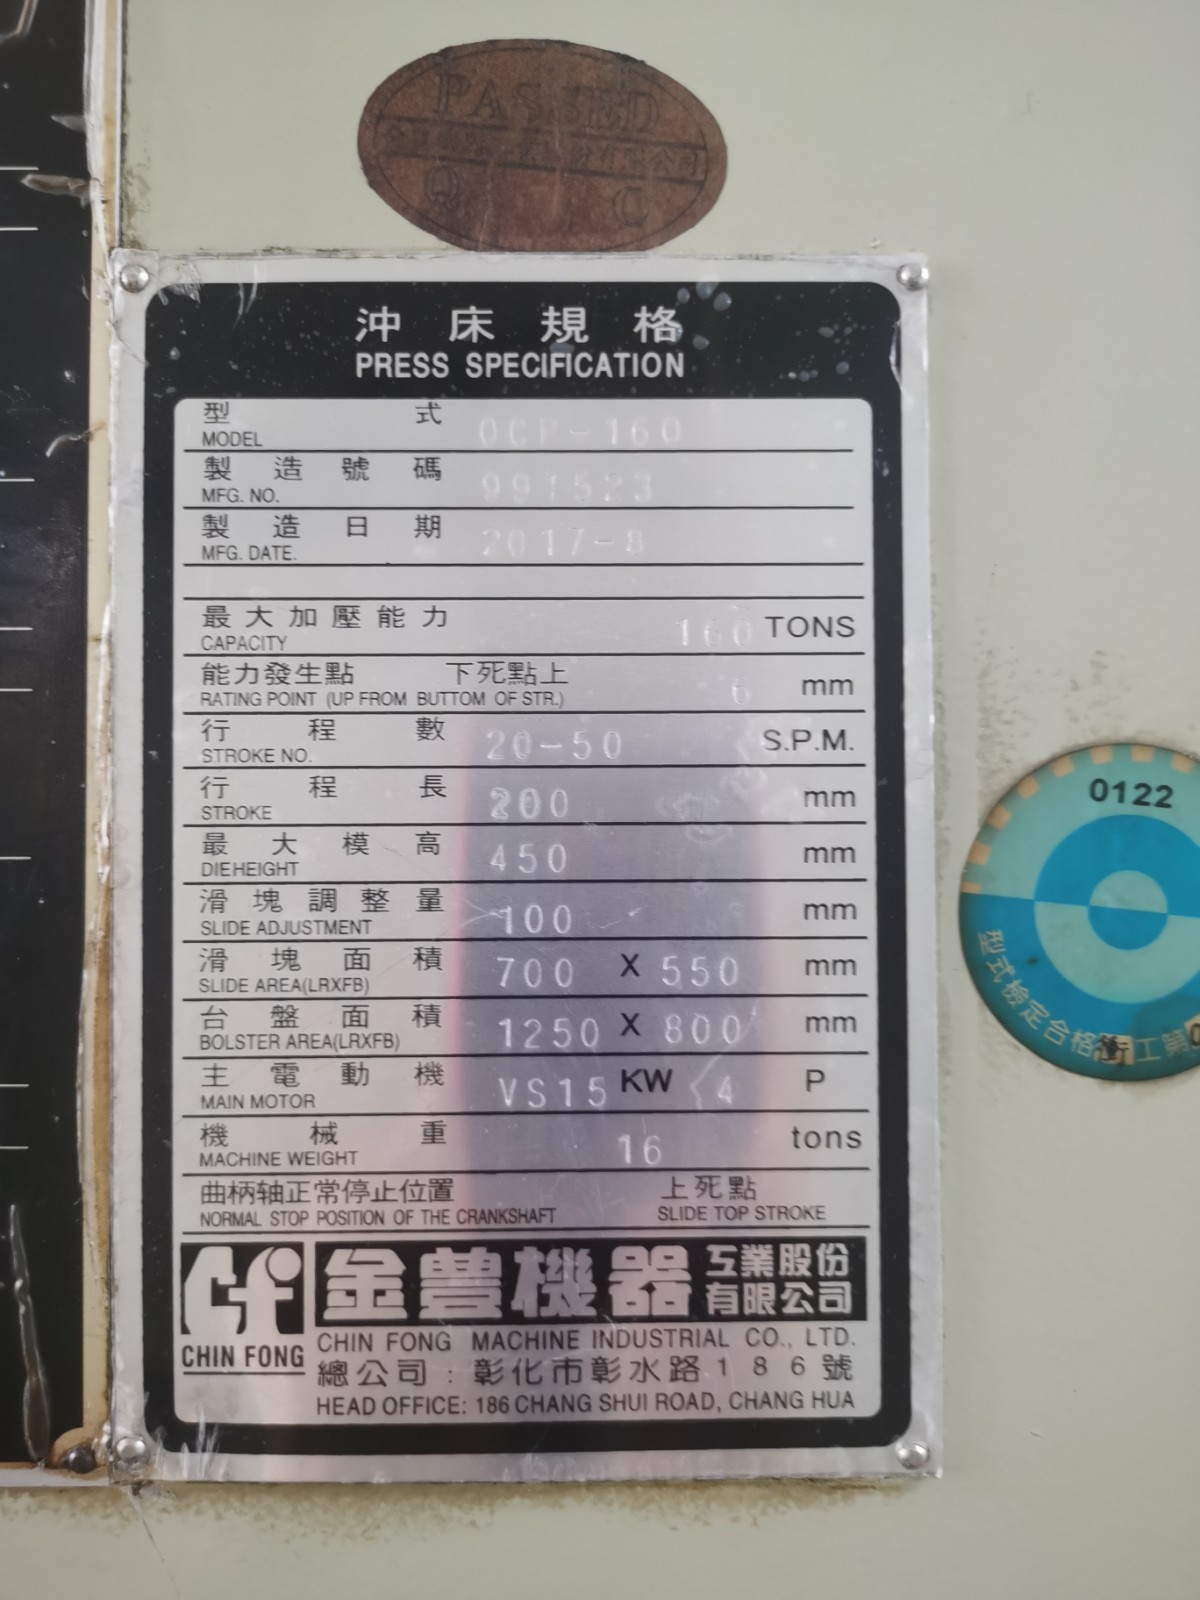 PASSED
Q C
沖床規格
PRESS SPECIFICATION
型式 OCP-160
MODEL
製造號碼 991523
MFG. NO.
製造日期 2017-8
MFG. DATE.
最大加壓能力 160 TONS
CAPACITY
能力發生點 下死點上 6 mm
RATING POINT (UP FROM BUTTOM OF STR.)
行程數 20-50 S.P.M.
STROKE NO.
行程長 200 mm
STROKE
最大模高 450 mm
DIEHEIGHT
滑塊調整量 100 mm
SLIDE ADJUSTMENT
滑塊面積 700 X 550 mm
SLIDE AREA(LRXFB)
台盤面積 1250 X 800 mm
BOLSTER AREA(LRXFB)
主電動機 VS15 KW 4 P
MAIN MOTOR
機械重 16 tons
MACHINE WEIGHT
曲柄轴正常停止位置 上死點
NORMAL STOP POSITION OF THE CRANKSHAFT SLIDE TOP STROKE
金豊機器 工業股份有限公司
CHIN FONG
CHIN FONG MACHINE INDUSTRIAL CO., LTD.
總公司：彰化市彰水路186號
HEAD OFFICE: 186 CHANG SHUI ROAD, CHANG HUA
0122
型式檢定合格 衝 工第